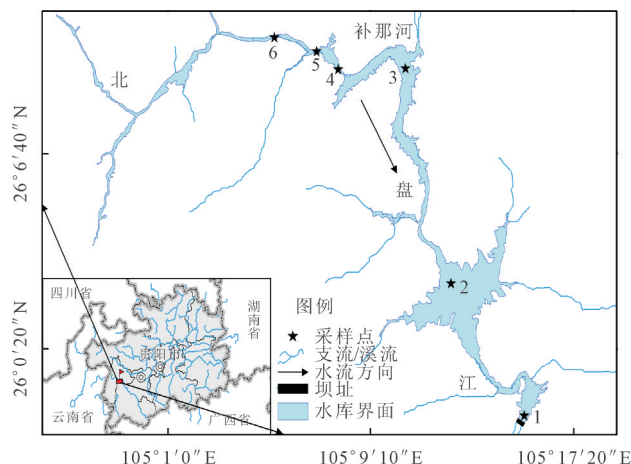 补那河
北
6
5
4
3
26°6′40″N
盘
2
四川省
湖南省
贵阳市
云南省
广西省
图例
采样点
支流/溪流
水流方向
坝址
水库界面
江
1
26°0′20″N
105°1′0″E
105°9′10″E
105°17′20″E